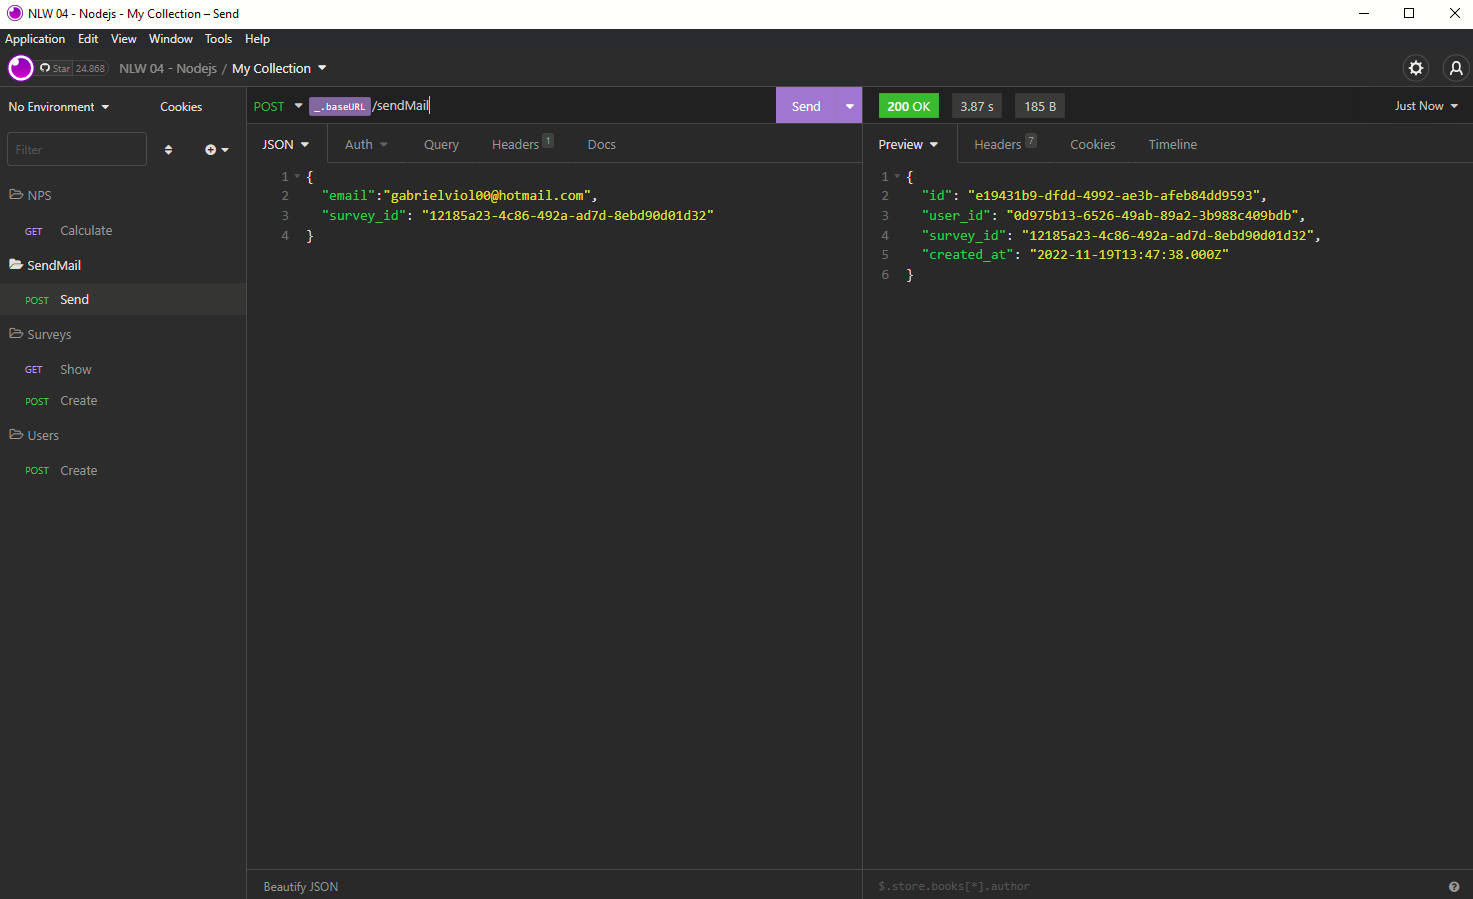 NLW 04 - Nodejs - My Collection – Send
Application Edit View Window Tools Help
Star 24.868 NLW 04 - Nodejs / My Collection
No Environment Cookies
Filter
NPS
GET Calculate
SendMail
POST Send
Surveys
GET Show
POST Create
Users
POST Create
POST _.baseURL /sendMail Send
JSON Auth Query Headers 1 Docs
1 {
2 "email":"gabrielviol00@hotmail.com",
3 "survey_id": "12185a23-4c86-492a-ad7d-8ebd90d01d32"
4 }
Beautify JSON
200 OK 3.87 s 185 B Just Now
Preview Headers 7 Cookies Timeline
1 {
2 "id": "e19431b9-dfdd-4992-ae3b-afeb84dd9593",
3 "user_id": "0d975b13-6526-49ab-89a2-3b988c409bdb",
4 "survey_id": "12185a23-4c86-492a-ad7d-8ebd90d01d32",
5 "created_at": "2022-11-19T13:47:38.000Z"
6 }
$.store.books[*].author